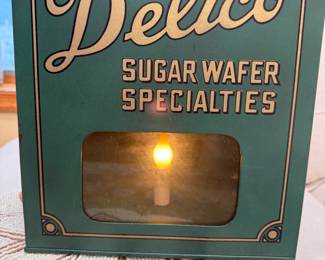 Delico
SUGAR WAFER
SPECIALTIES